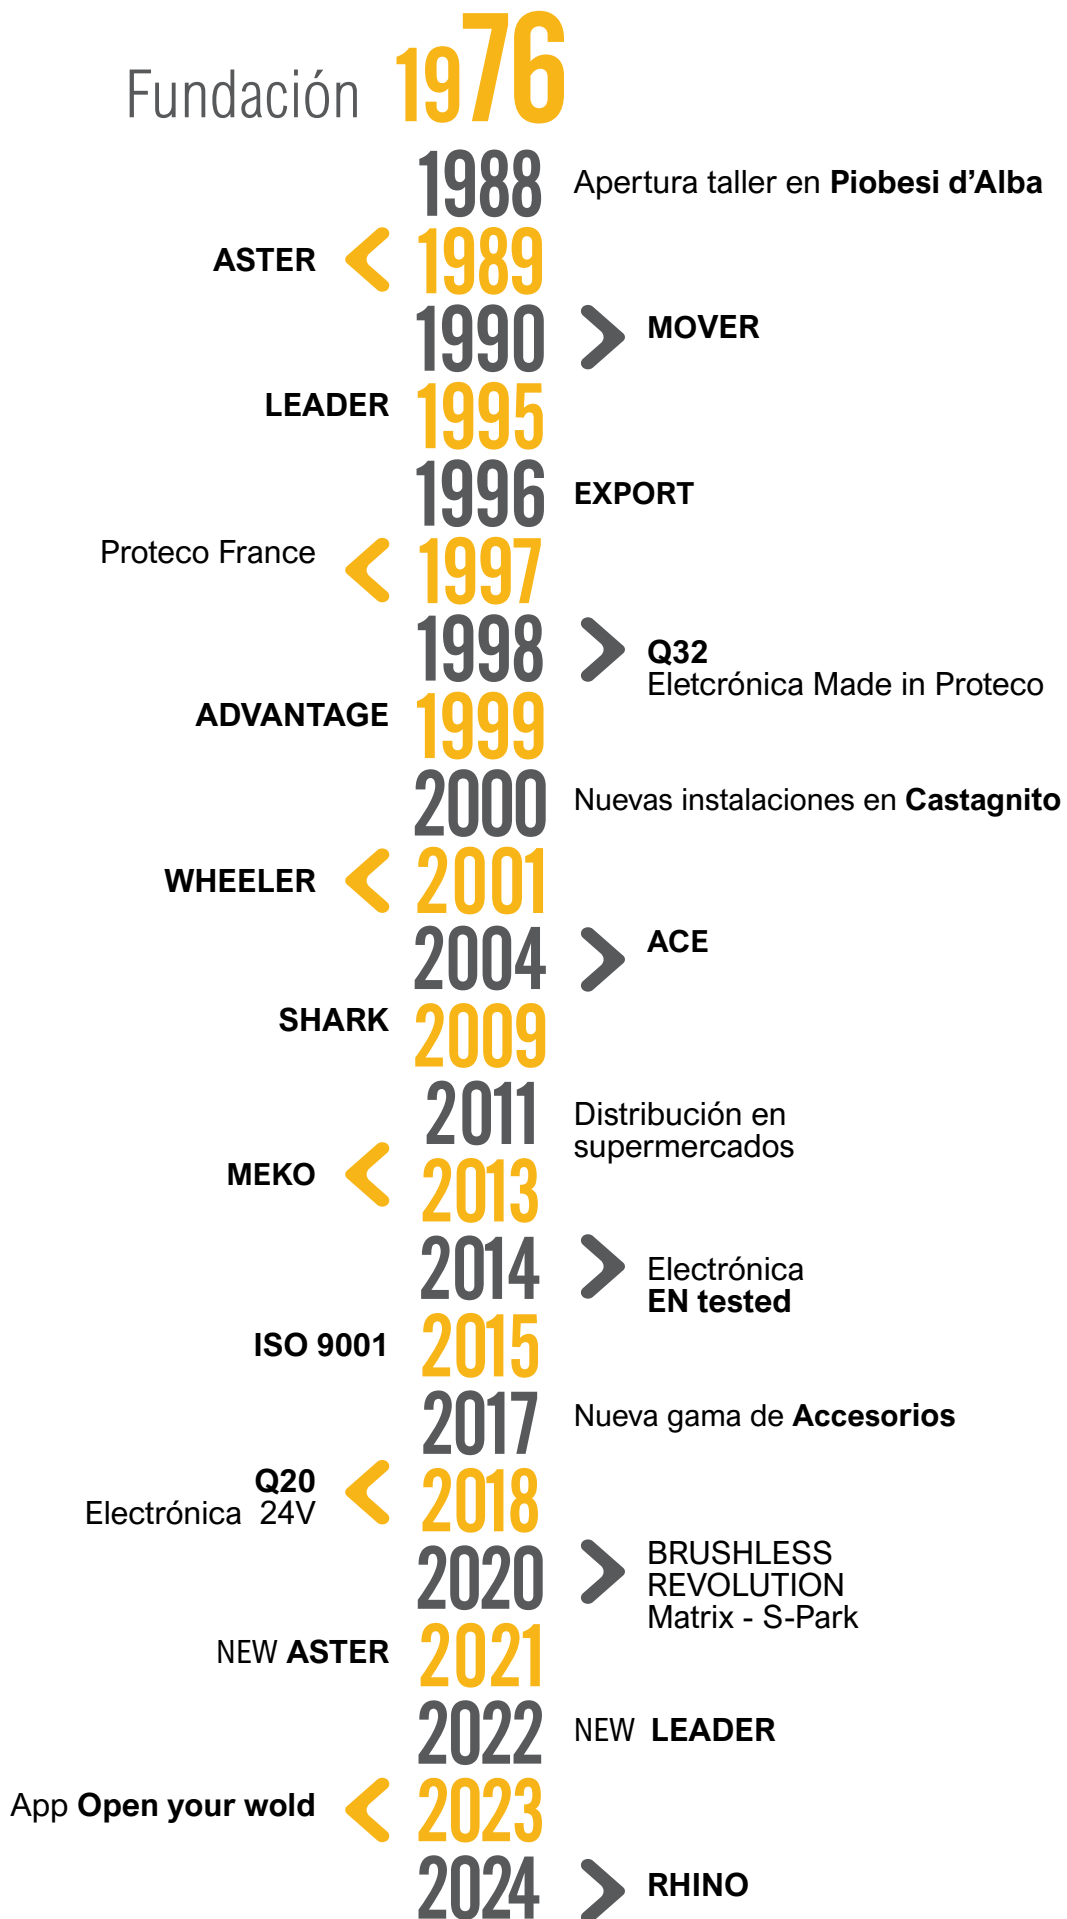 Fundación 1976
1988 Apertura taller en Piobesi d’Alba
ASTER 1989
1990 MOVER
LEADER 1995
1996 EXPORT
Proteco France 1997
1998 Q32
Eletcrónica Made in Proteco
ADVANTAGE 1999
2000 Nuevas instalaciones en Castagnito
WHEELER 2001
2004 ACE
SHARK 2009
2011 Distribución en
supermercados
MEKO 2013
2014 Electrónica
EN tested
ISO 9001 2015
2017 Nueva gama de Accesorios
Q20
Electrónica 24V 2018
2020 BRUSHLESS
REVOLUTION
Matrix - S-Park
NEW ASTER 2021
2022 NEW LEADER
App Open your wold 2023
2024 RHINO